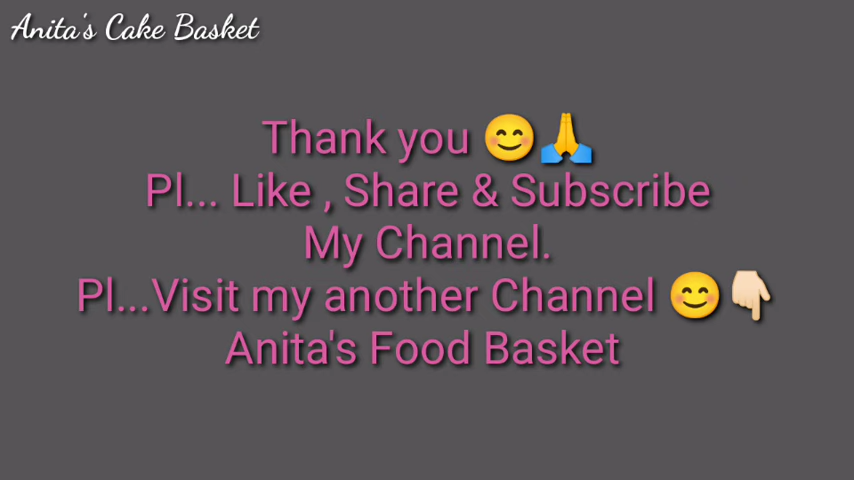 Anita's Cake Basket
Thank you 😊🙏
Pl... Like , Share & Subscribe
My Channel.
Pl...Visit my another Channel 😊👇🏻
Anita's Food Basket